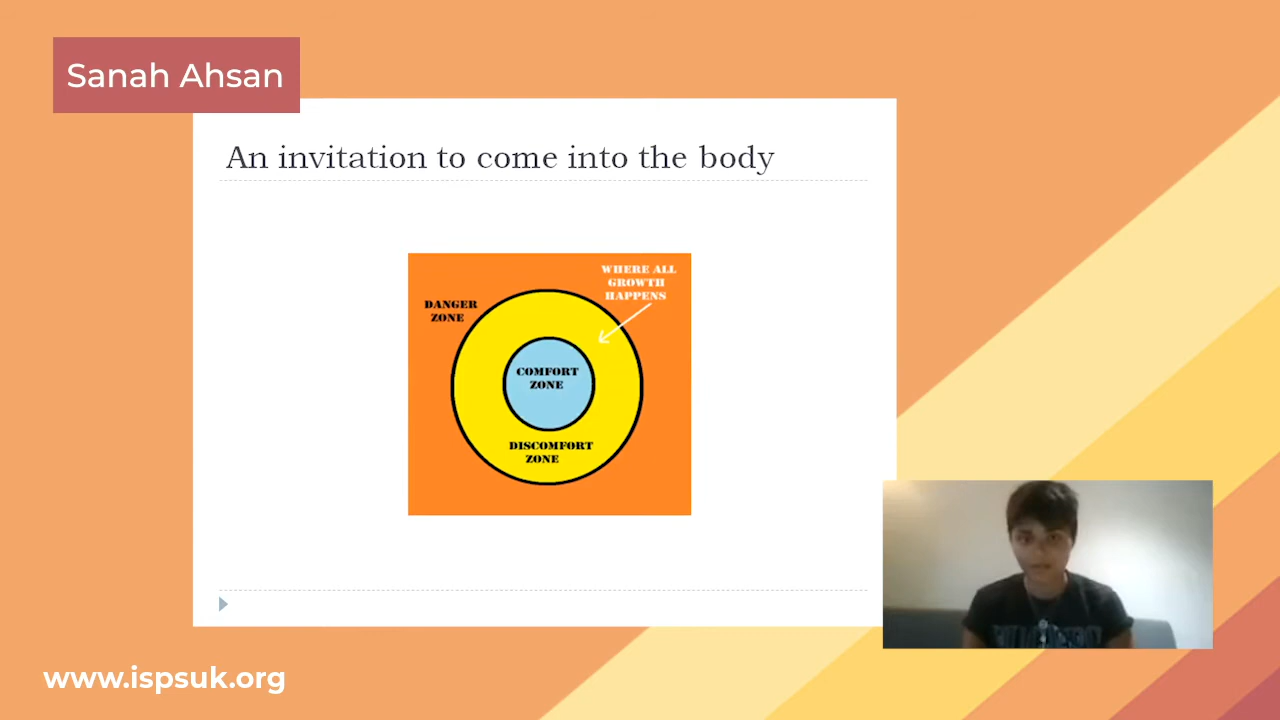 Sanah Ahsan
An invitation to come into the body
WHERE ALL
GROWTH
HAPPENS
DANGER
ZONE
COMFORT
ZONE
DISCOMFORT
ZONE
www.ispsuk.org